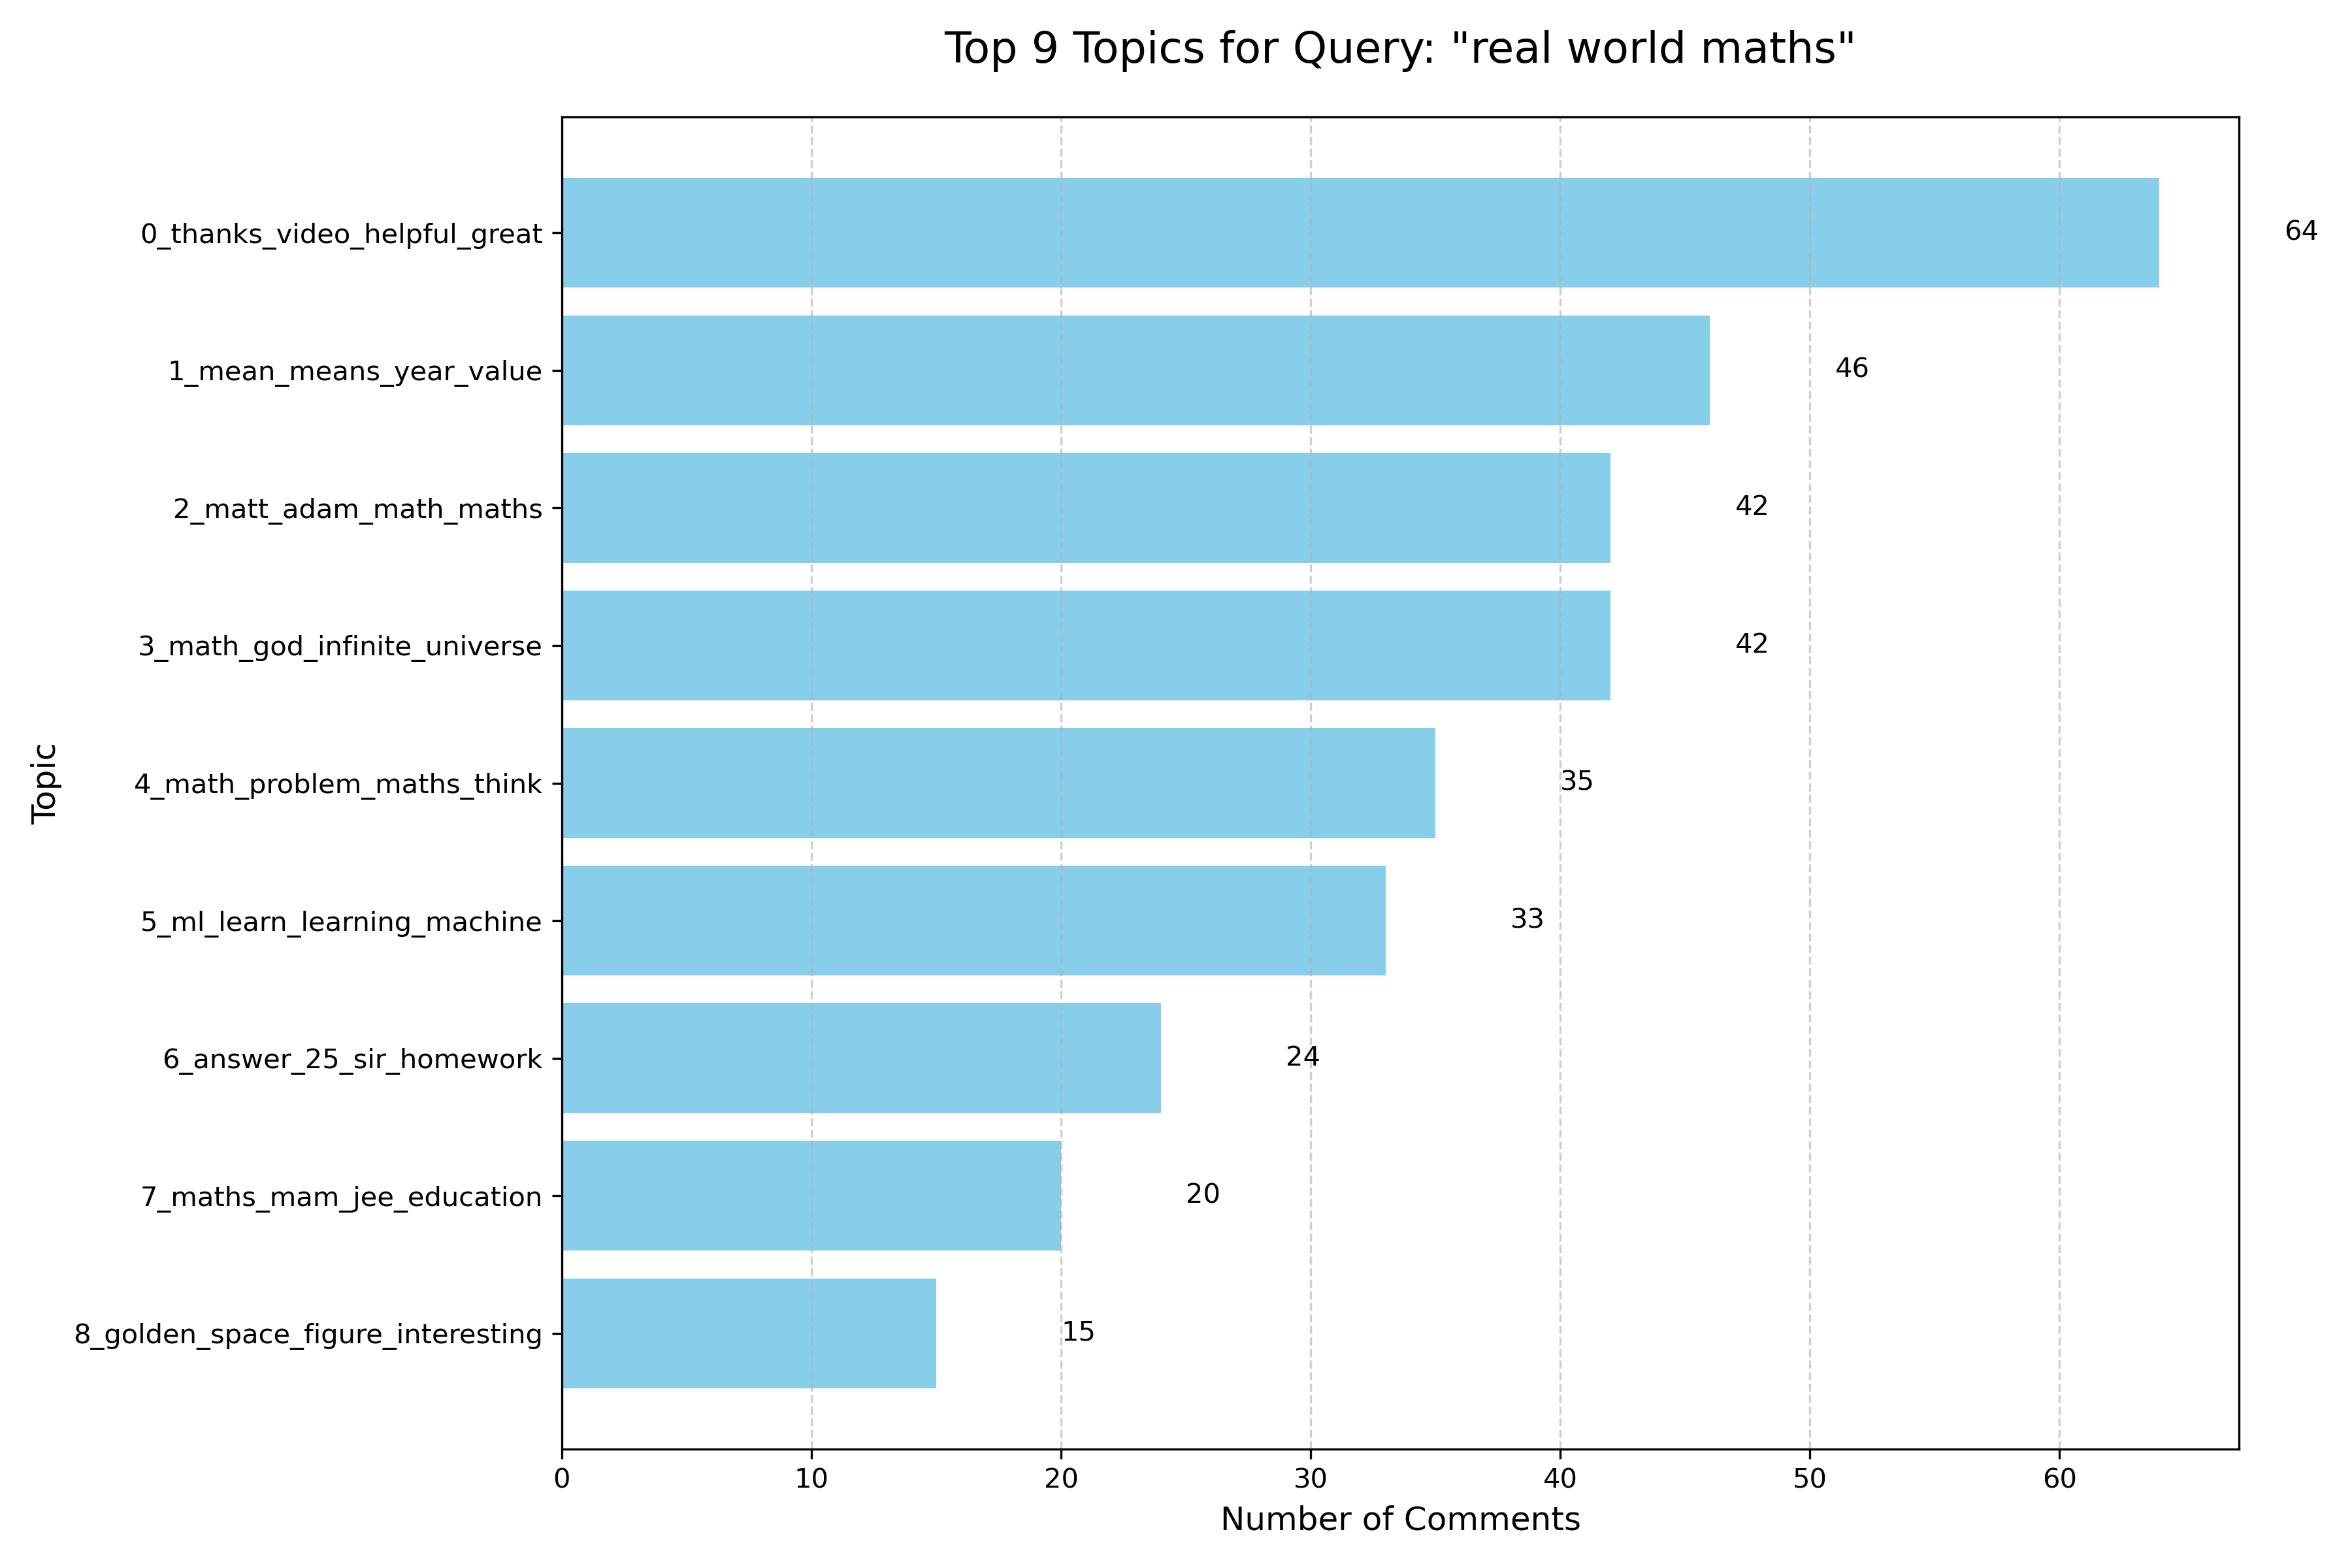 Top 9 Topics for Query: "real world maths"
0_thanks_video_helpful_great
64
1_mean_means_year_value
46
2_matt_adam_math_maths
42
3_math_god_infinite_universe
42
4_math_problem_maths_think
35
5_ml_learn_learning_machine
33
6_answer_25_sir_homework
24
7_maths_mam_jee_education
20
8_golden_space_figure_interesting
15
Topic
0 10 20 30 40 50 60
Number of Comments